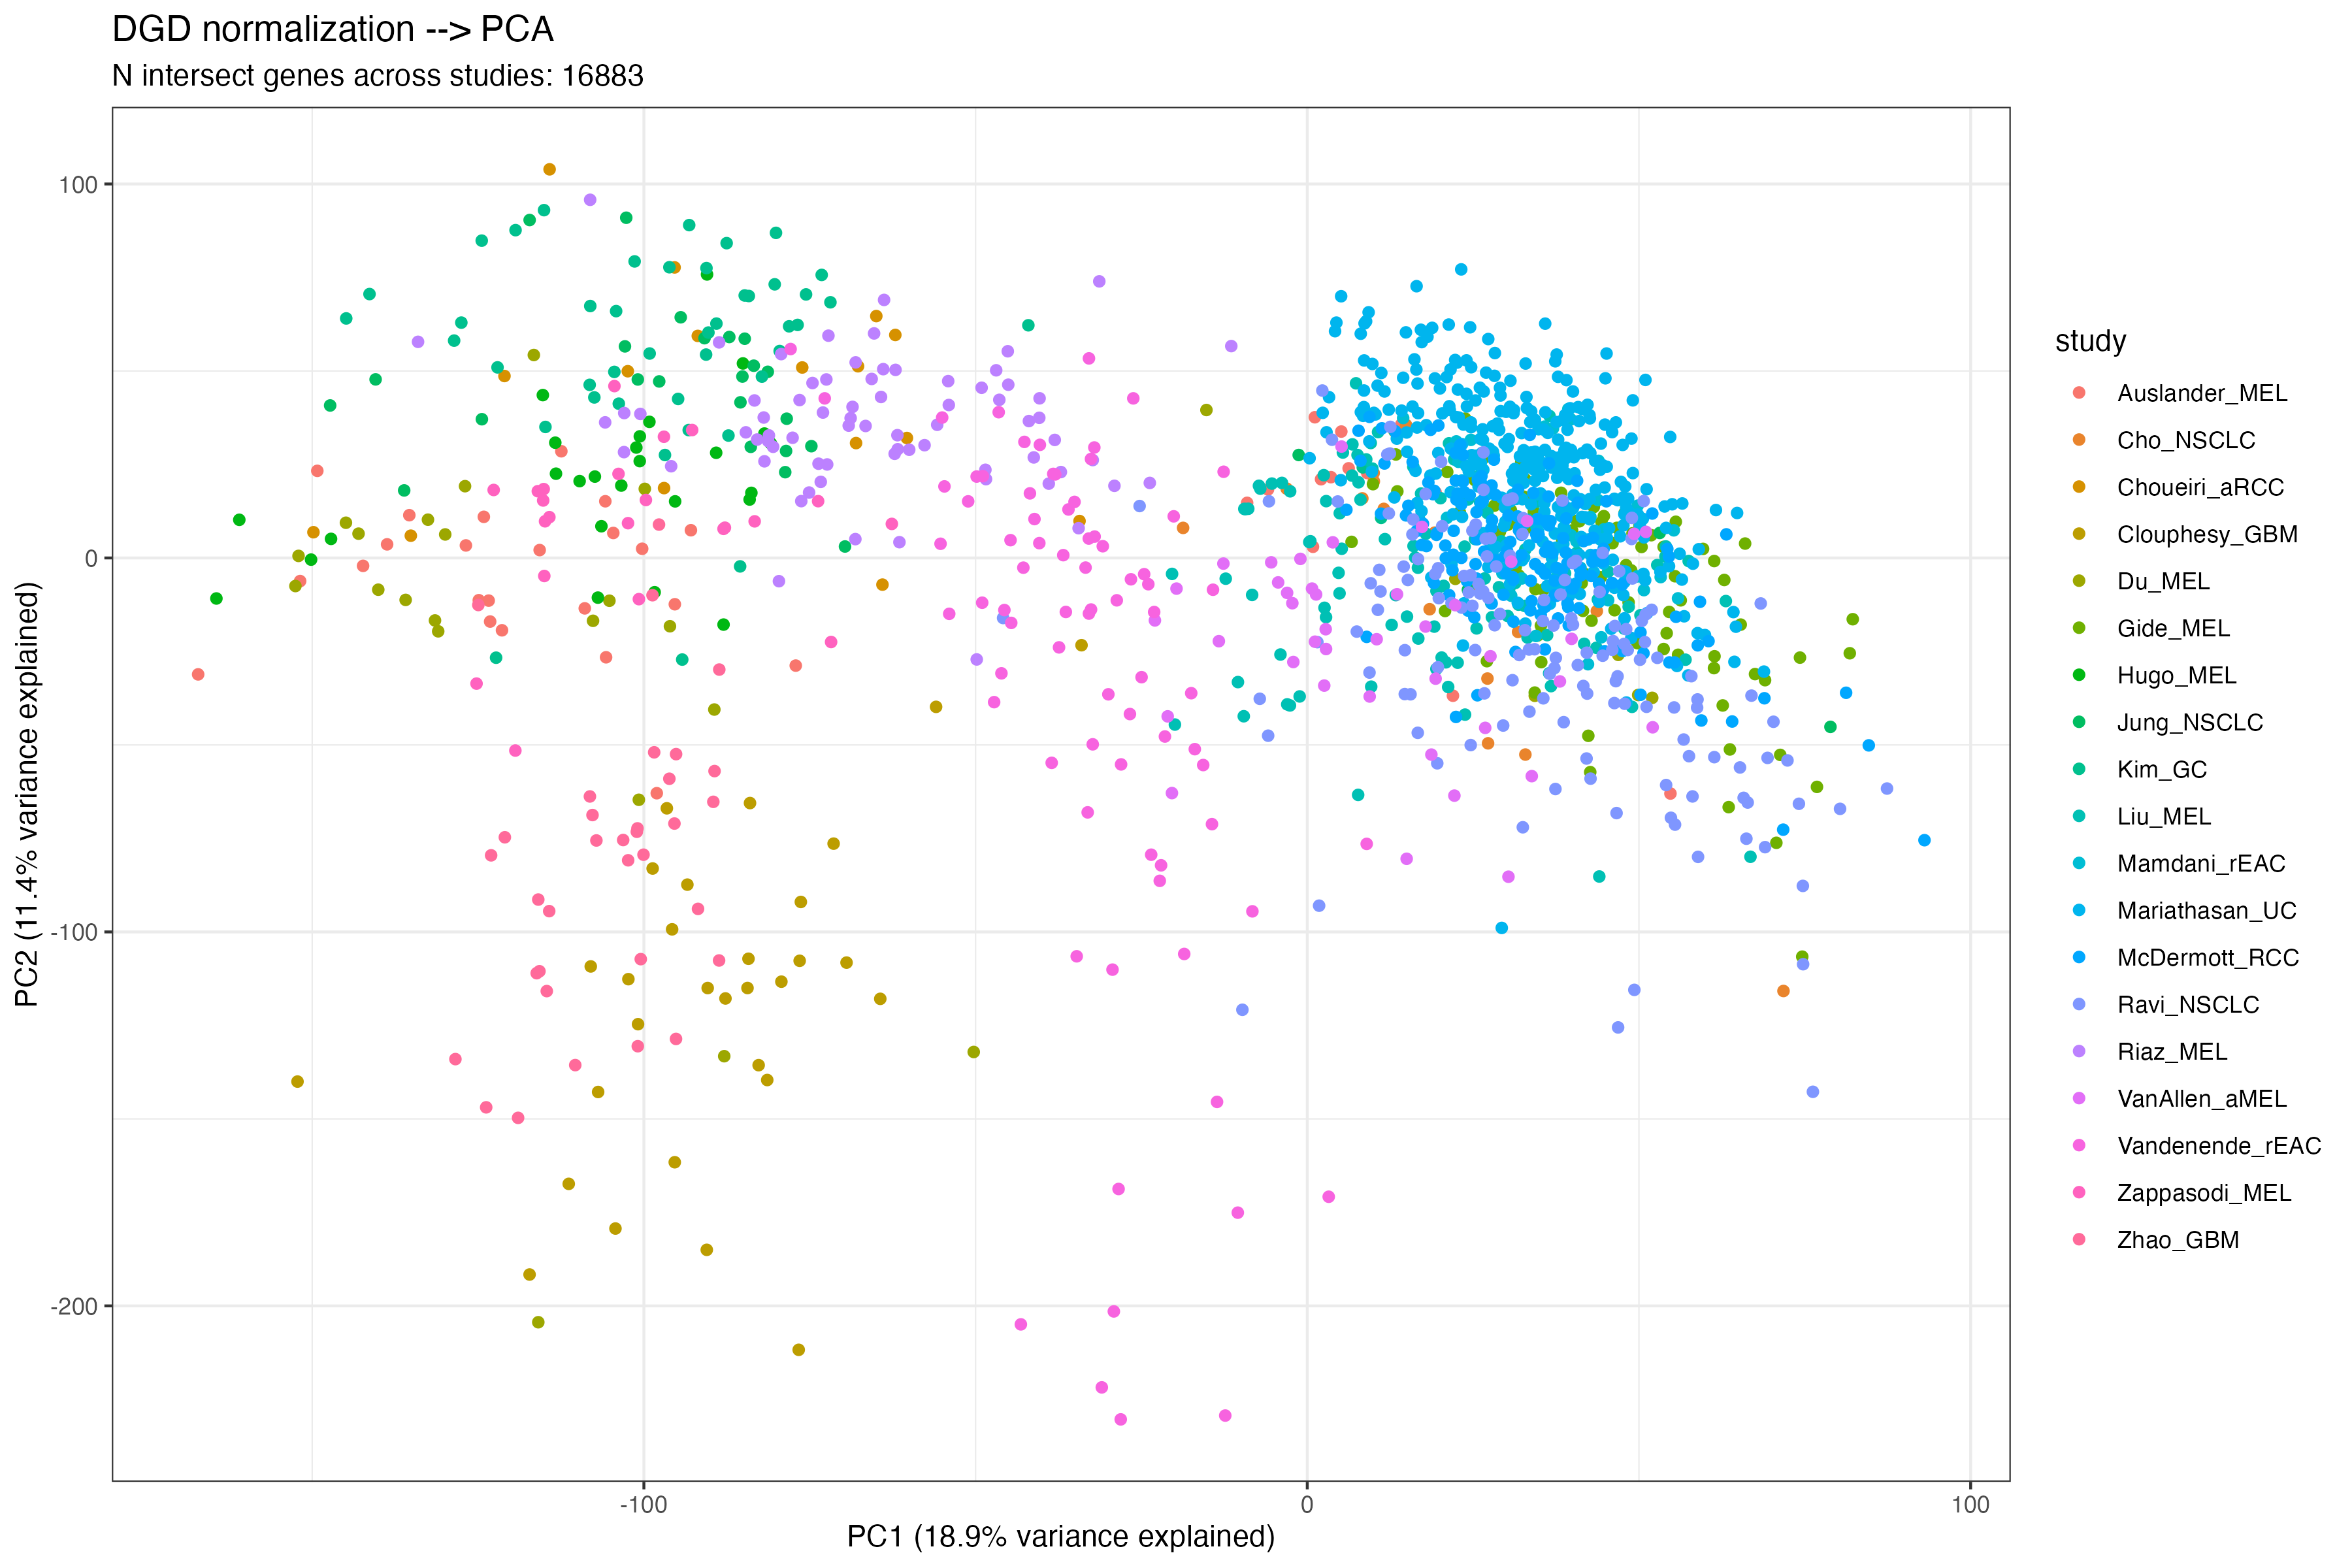 DGD normalization --> PCA
N intersect genes across studies: 16883
PC2 (11.4% variance explained)
100
0
-100
-200
-100
0
100
PC1 (18.9% variance explained)
study
Auslander_MEL
Cho_NSCLC
Choueiri_aRCC
Clouphesy_GBM
Du_MEL
Gide_MEL
Hugo_MEL
Jung_NSCLC
Kim_GC
Liu_MEL
Mamdani_rEAC
Mariathasan_UC
McDermott_RCC
Ravi_NSCLC
Riaz_MEL
VanAllen_aMEL
Vandenende_rEAC
Zappasodi_MEL
Zhao_GBM